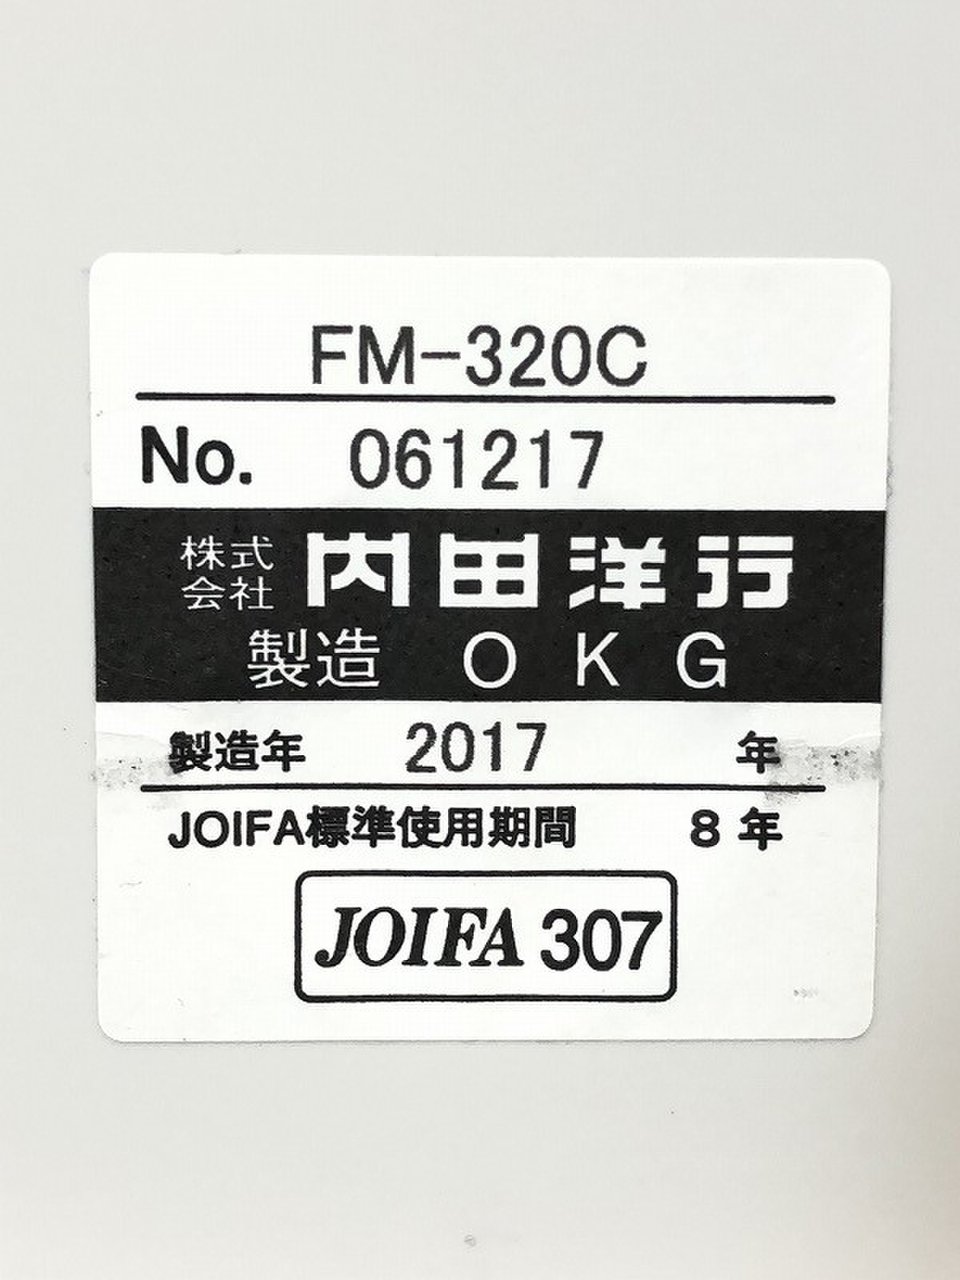 FM-320C
No. 061217
株式会社 内田洋行
製造 OKG
製造年 2017 年
JOIFA標準使用期間 8年
JOIFA 307